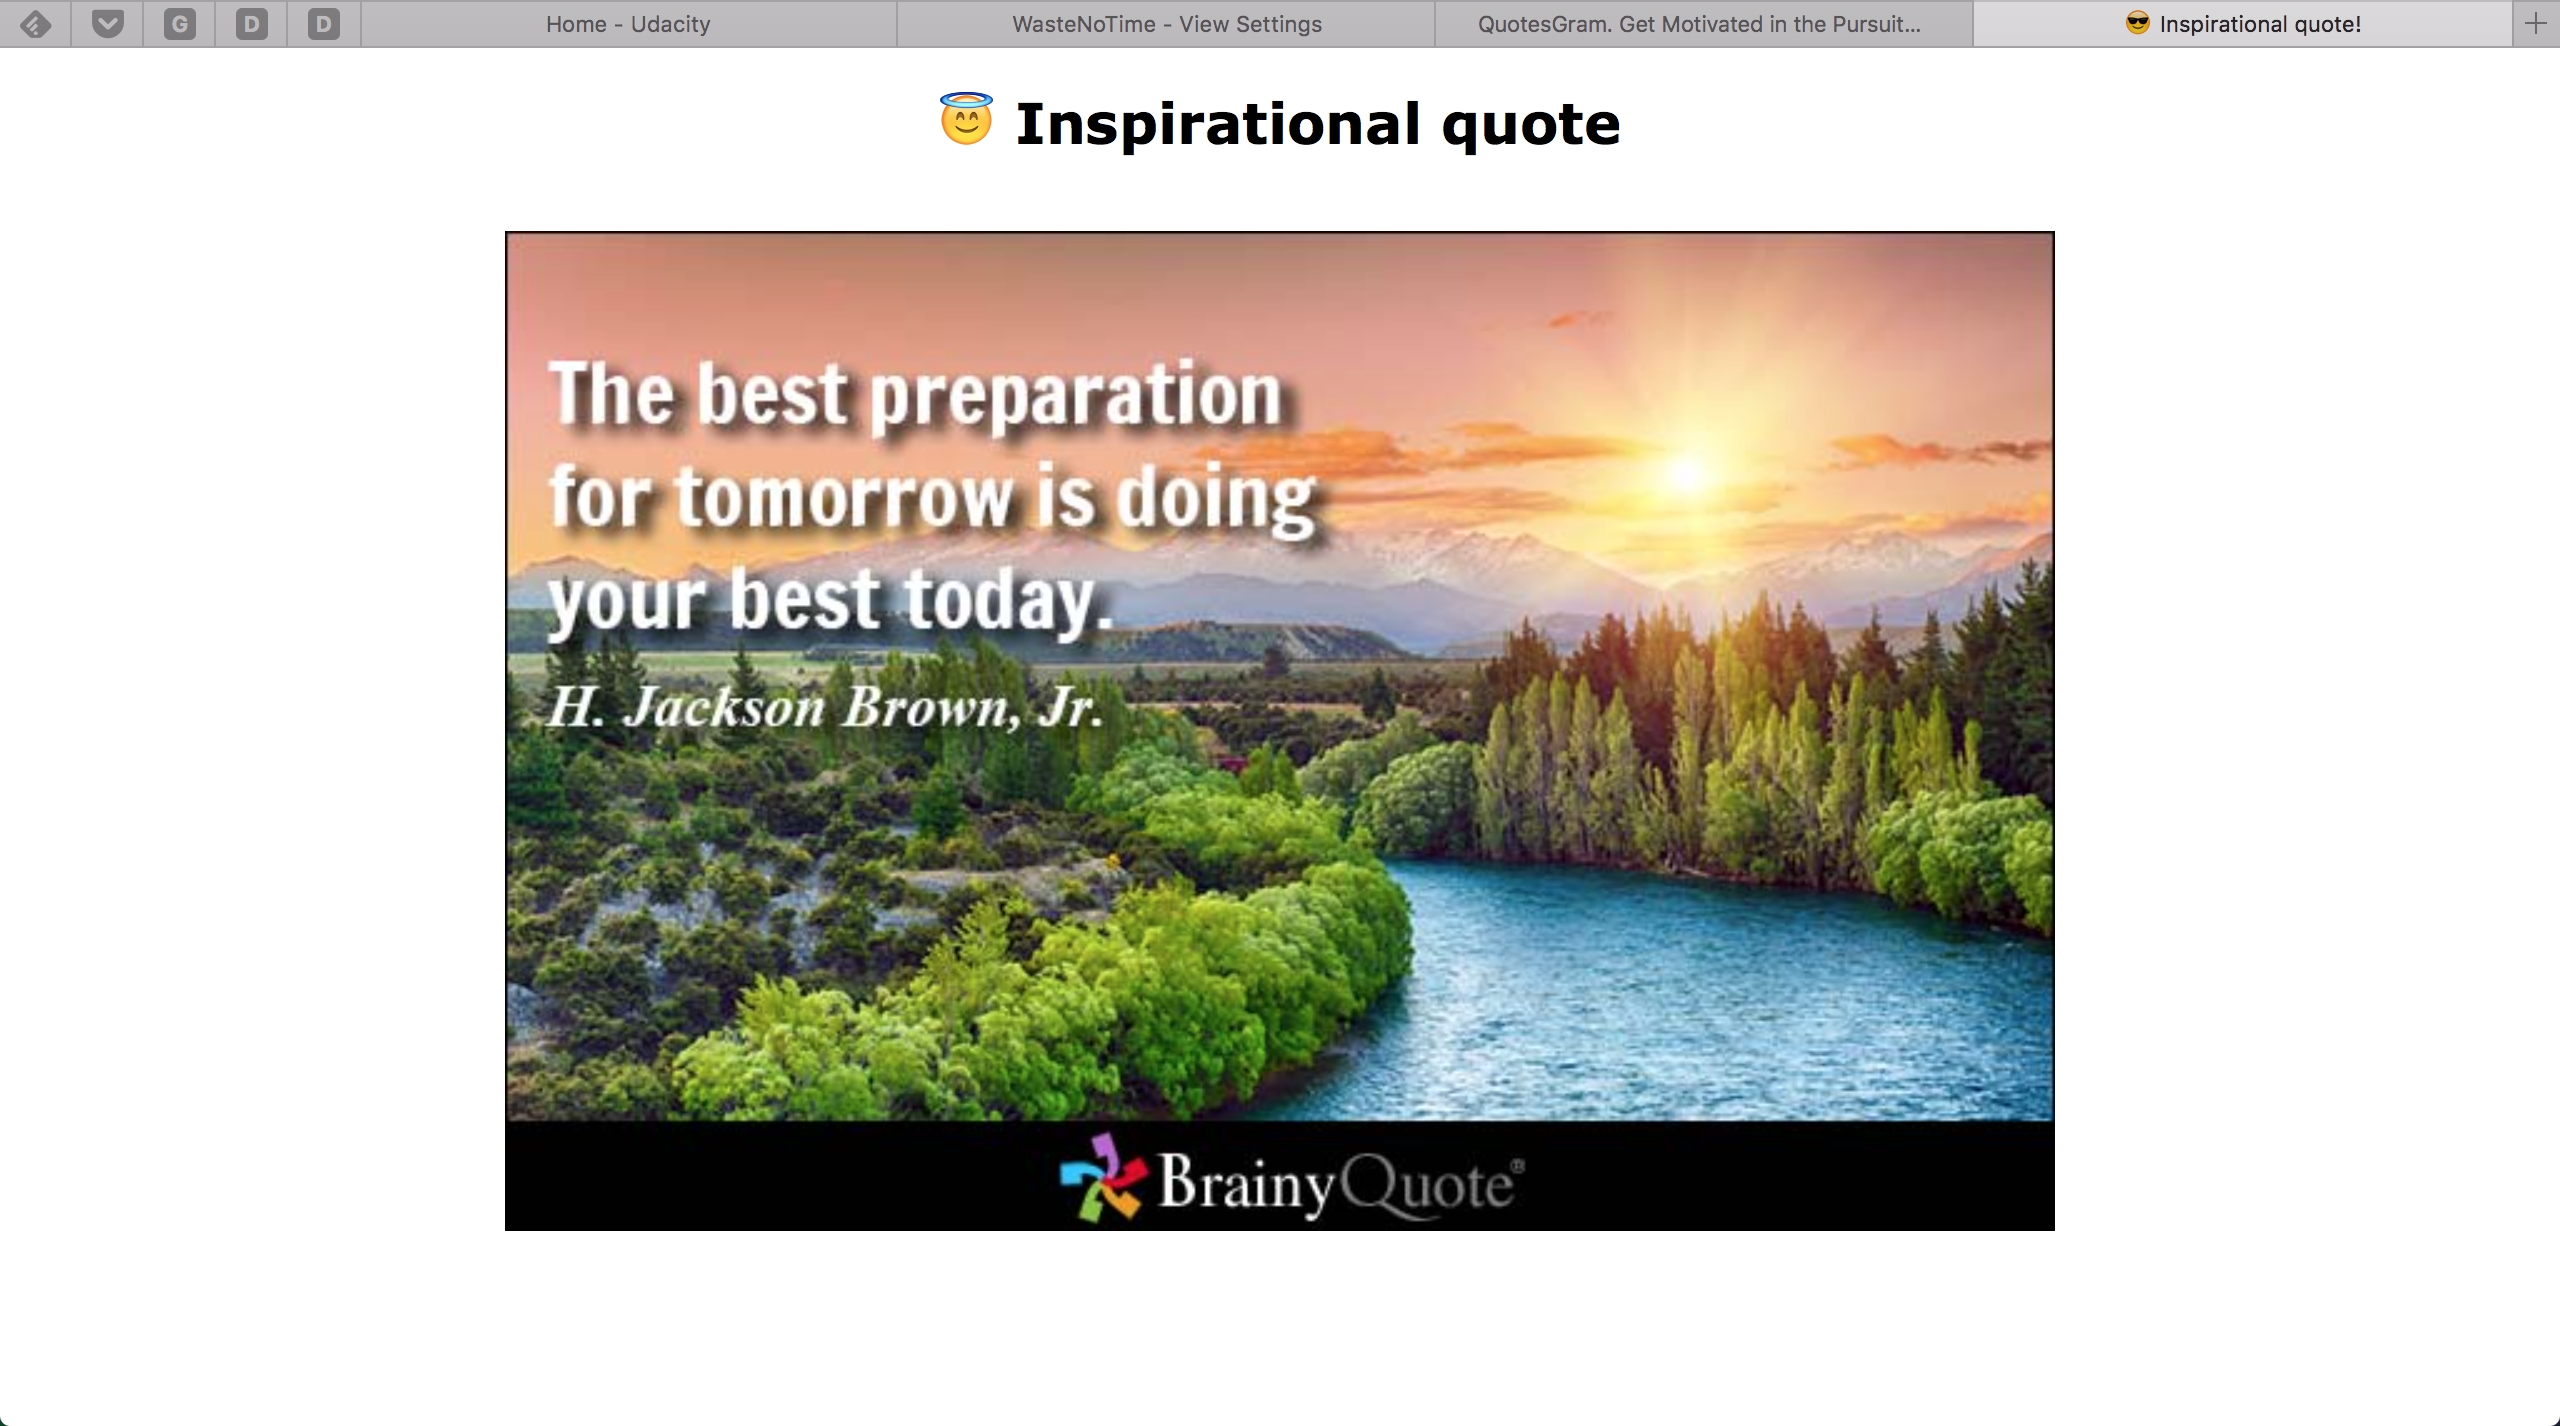 G
D
D
Home - Udacity
WasteNoTime - View Settings
QuotesGram. Get Motivated in the Pursuit...
😎 Inspirational quote!
😇 Inspirational quote
The best preparation
for tomorrow is doing
your best today.
H. Jackson Brown, Jr.
BrainyQuote®